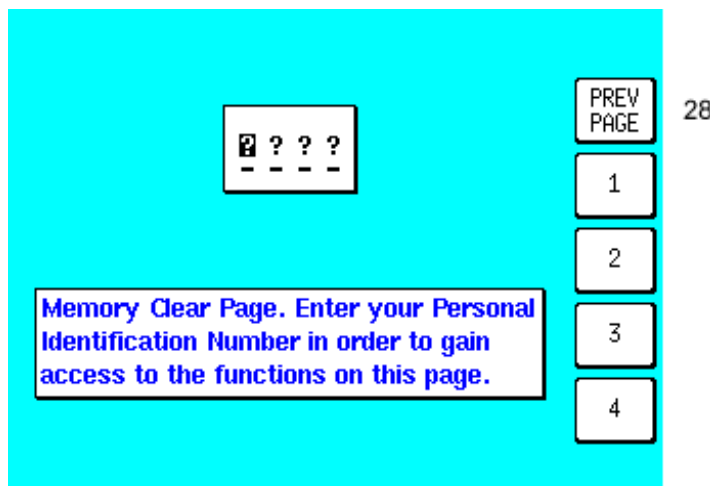 PREV
PAGE
28
? ? ? ?
1
2
Memory Clear Page. Enter your Personal
Identification Number in order to gain
access to the functions on this page.
3
4